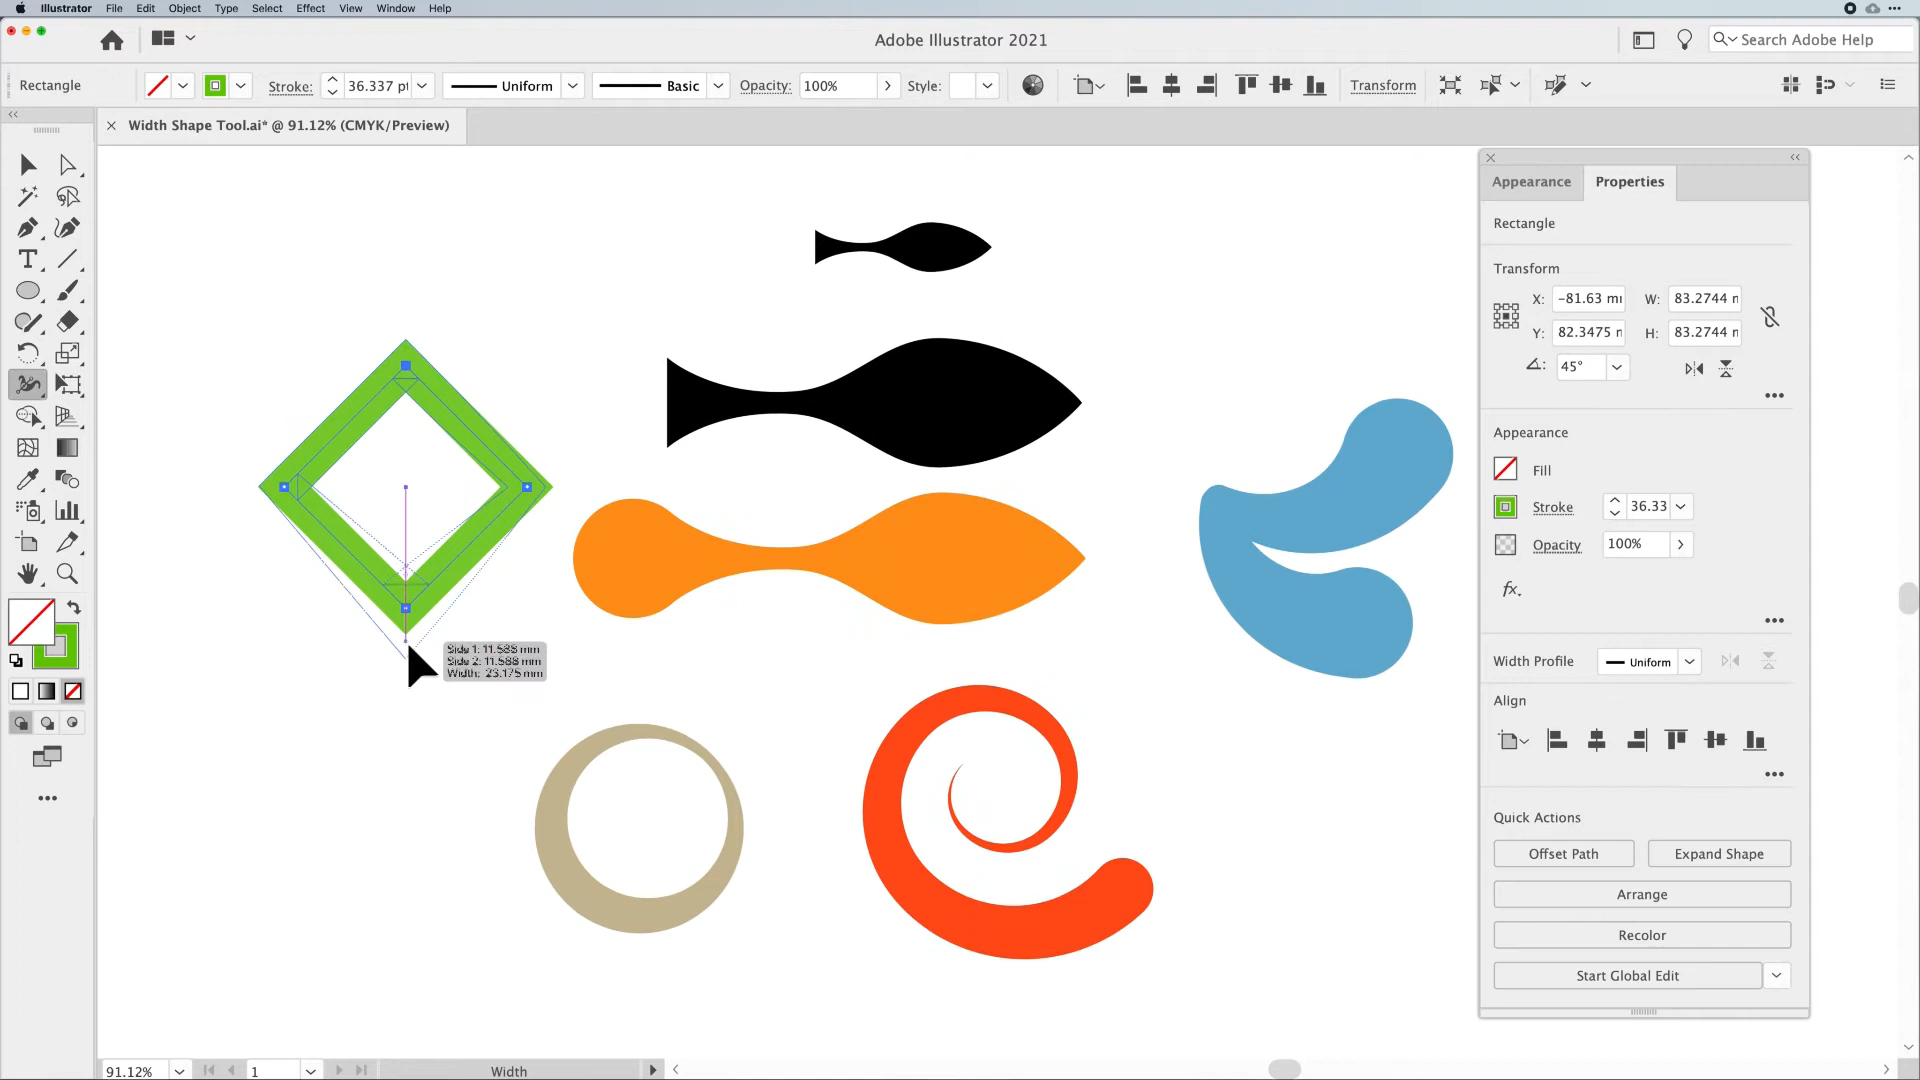 Illustrator File Edit Object Type Select Effect View Window Help
Adobe Illustrator 2021
Search Adobe Help
Rectangle
Stroke: 36.337 pt
Uniform
Basic
Opacity: 100%
Style:
Transform
Width Shape Tool.ai* @ 91.12% (CMYK/Preview)
Appearance Properties
Rectangle
Transform
X: -81.63 mı W: 83.2744 r
Y: 82.3475 r H: 83.2744 r
45°
Appearance
Fill
Stroke 36.33
Opacity 100%
fx.
Width Profile Uniform
Align
Quick Actions
Offset Path Expand Shape
Arrange
Recolor
Start Global Edit
Side 1: 11.588 mm
Side 2: 11.588 mm
Width: 23.175 mm
91.12% 1 Width